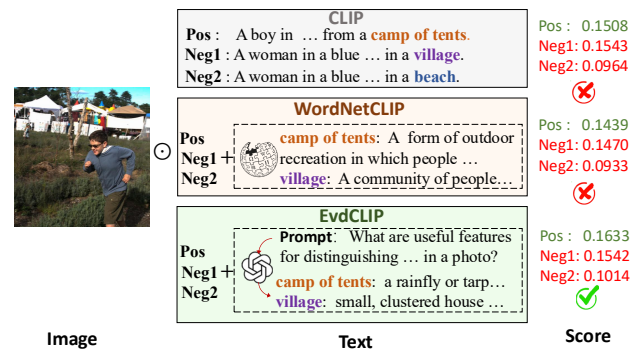 CLIP
Pos : A boy in … from a camp of tents.
Neg1 : A woman in a blue … in a village.
Neg2 : A woman in a blue … in a beach.
Pos : 0.1508
Neg1: 0.1543
Neg2: 0.0964
WordNetCLIP
Pos
Neg1 +
Neg2
camp of tents: A form of outdoor
recreation in which people …
village: A community of people…
Pos : 0.1439
Neg1: 0.1470
Neg2: 0.0933
EvdCLIP
Pos
Neg1 +
Neg2
Prompt: What are useful features
for distinguishing … in a photo?
camp of tents: a rainfly or tarp…
village: small, clustered house …
Pos : 0.1633
Neg1: 0.1542
Neg2: 0.1014
Image
Text
Score